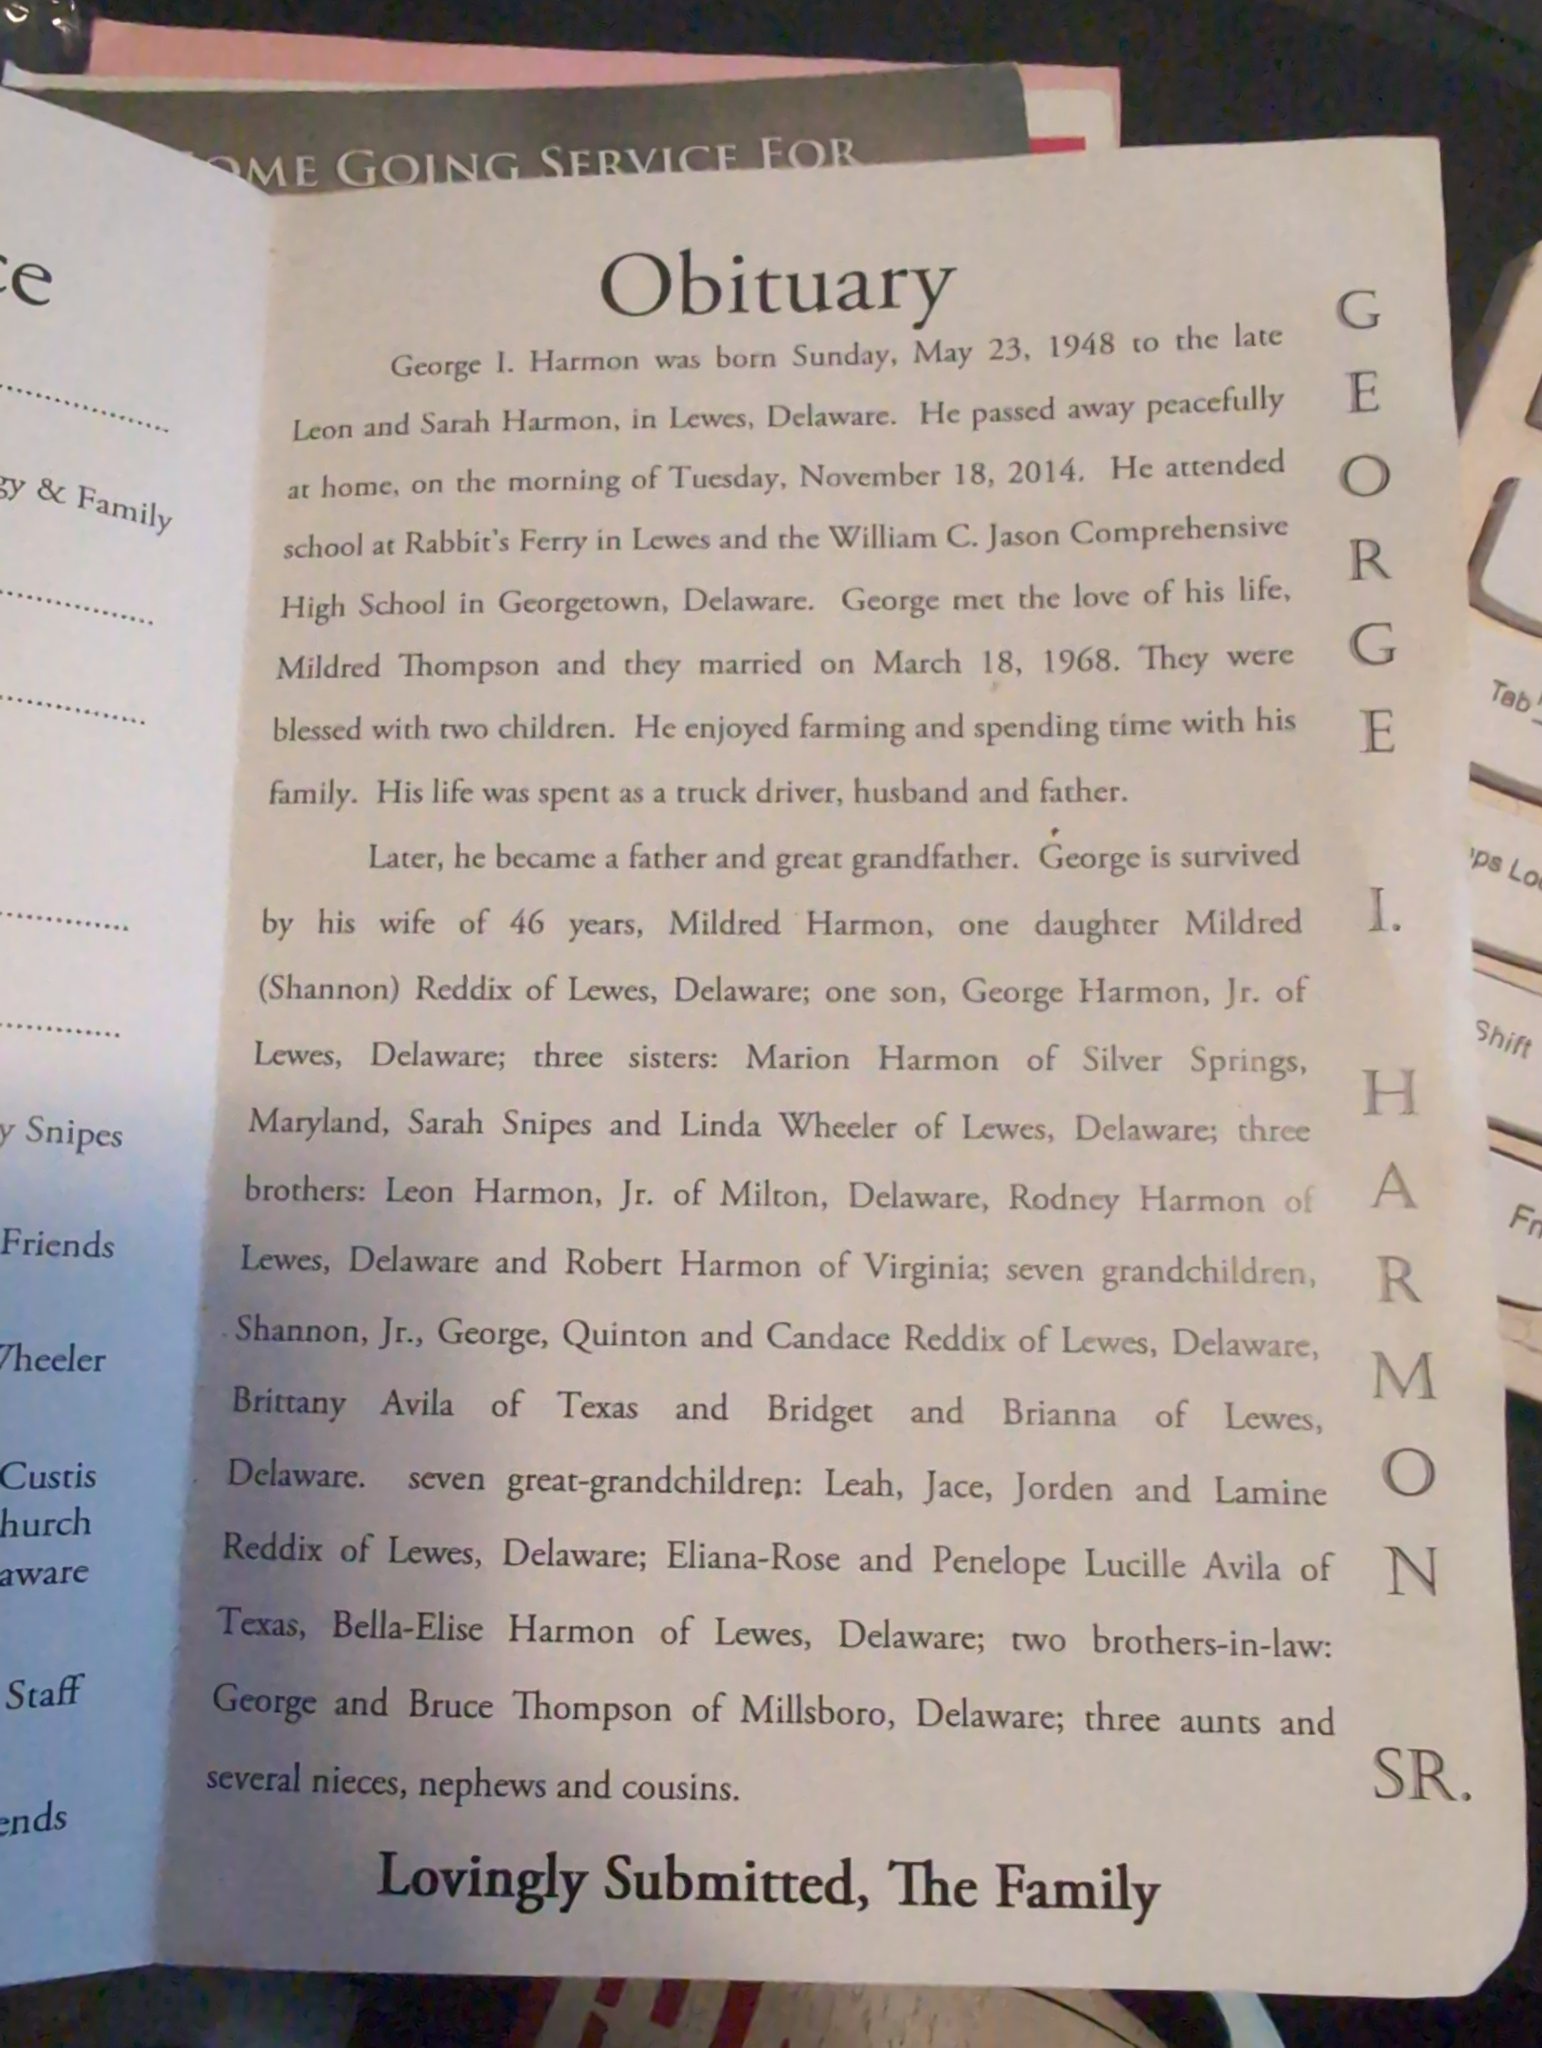 OME GOING SERVICE FOR
ce
gy & Family
y Snipes
Friends
Wheeler
Custis
hurch
aware
Staff
ends
Obituary
George I. Harmon was born Sunday, May 23, 1948 to the late
Leon and Sarah Harmon, in Lewes, Delaware. He passed away peacefully
at home, on the morning of Tuesday, November 18, 2014. He attended
school at Rabbit's Ferry in Lewes and the William C. Jason Comprehensive
High School in Georgetown, Delaware. George met the love of his life,
Mildred Thompson and they married on March 18, 1968. They were
blessed with two children. He enjoyed farming and spending time with his
family. His life was spent as a truck driver, husband and father.
Later, he became a father and great grandfather. George is survived
by his wife of 46 years, Mildred Harmon, one daughter Mildred
(Shannon) Reddix of Lewes, Delaware; one son, George Harmon, Jr. of
Lewes, Delaware; three sisters: Marion Harmon of Silver Springs,
Maryland, Sarah Snipes and Linda Wheeler of Lewes, Delaware; three
brothers: Leon Harmon, Jr. of Milton, Delaware, Rodney Harmon of
Lewes, Delaware and Robert Harmon of Virginia; seven grandchildren,
Shannon, Jr., George, Quinton and Candace Reddix of Lewes, Delaware,
Brittany Avila of Texas and Bridget and Brianna of Lewes,
Delaware. seven great-grandchildren: Leah, Jace, Jorden and Lamine
Reddix of Lewes, Delaware; Eliana-Rose and Penelope Lucille Avila of
Texas, Bella-Elise Harmon of Lewes, Delaware; two brothers-in-law:
George and Bruce Thompson of Millsboro, Delaware; three aunts and
several nieces, nephews and cousins.
Lovingly Submitted, The Family
GEORGE I. HARMON SR.
Tab
ps Lo
Shift
Fn